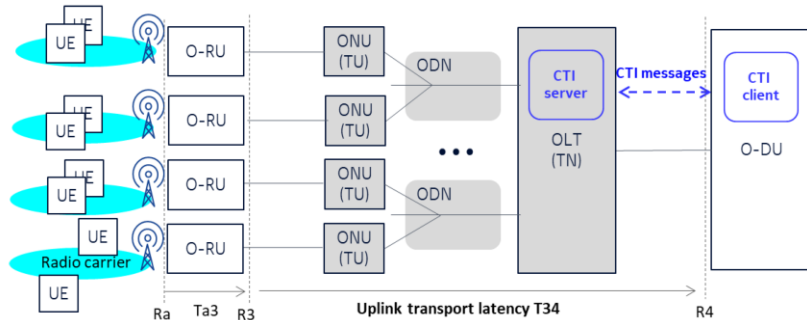 UE
UE
O-RU
ONU
(TU)
ODN
CTI
server
CTI messages
CTI
client
UE
UE
O-RU
ONU
(TU)
OLT
(TN)
O-DU
UE
UE
O-RU
ONU
(TU)
ODN
UE
O-RU
ONU
(TU)
Radio carrier
UE
Ra
Ta3
R3
Uplink transport latency T34
R4